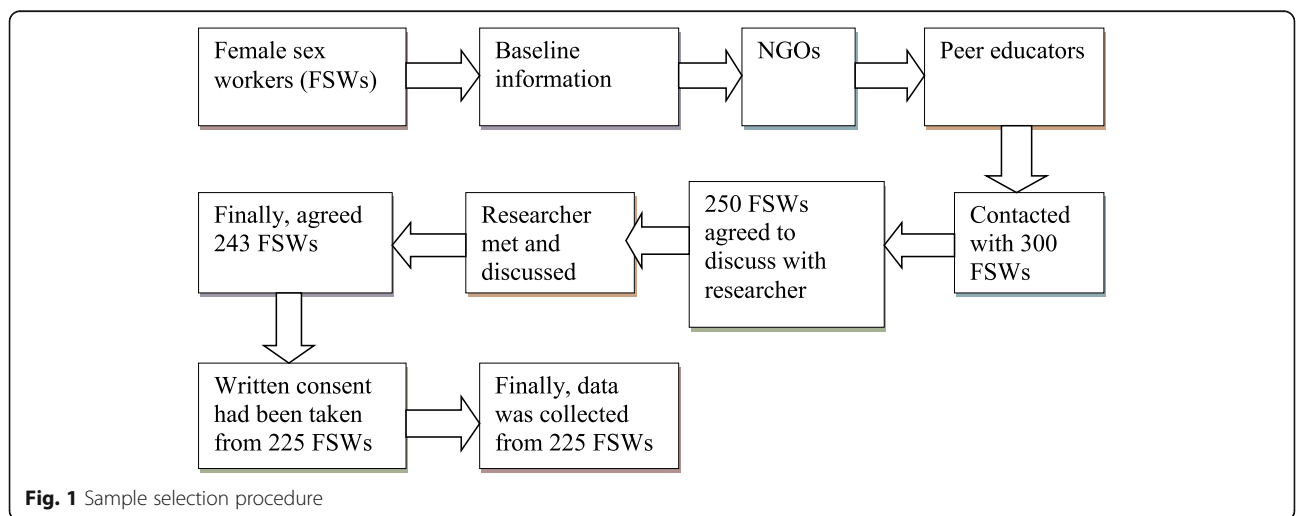 Female sex
workers (FSWs)
Baseline
information
NGOs
Peer educators
Contacted
with 300
FSWs
250 FSWs
agreed to
discuss with
researcher
Researcher
met and
discussed
Finally, agreed
243 FSWs
Written consent
had been taken
from 225 FSWs
Finally, data
was collected
from 225 FSWs
Fig. 1 Sample selection procedure